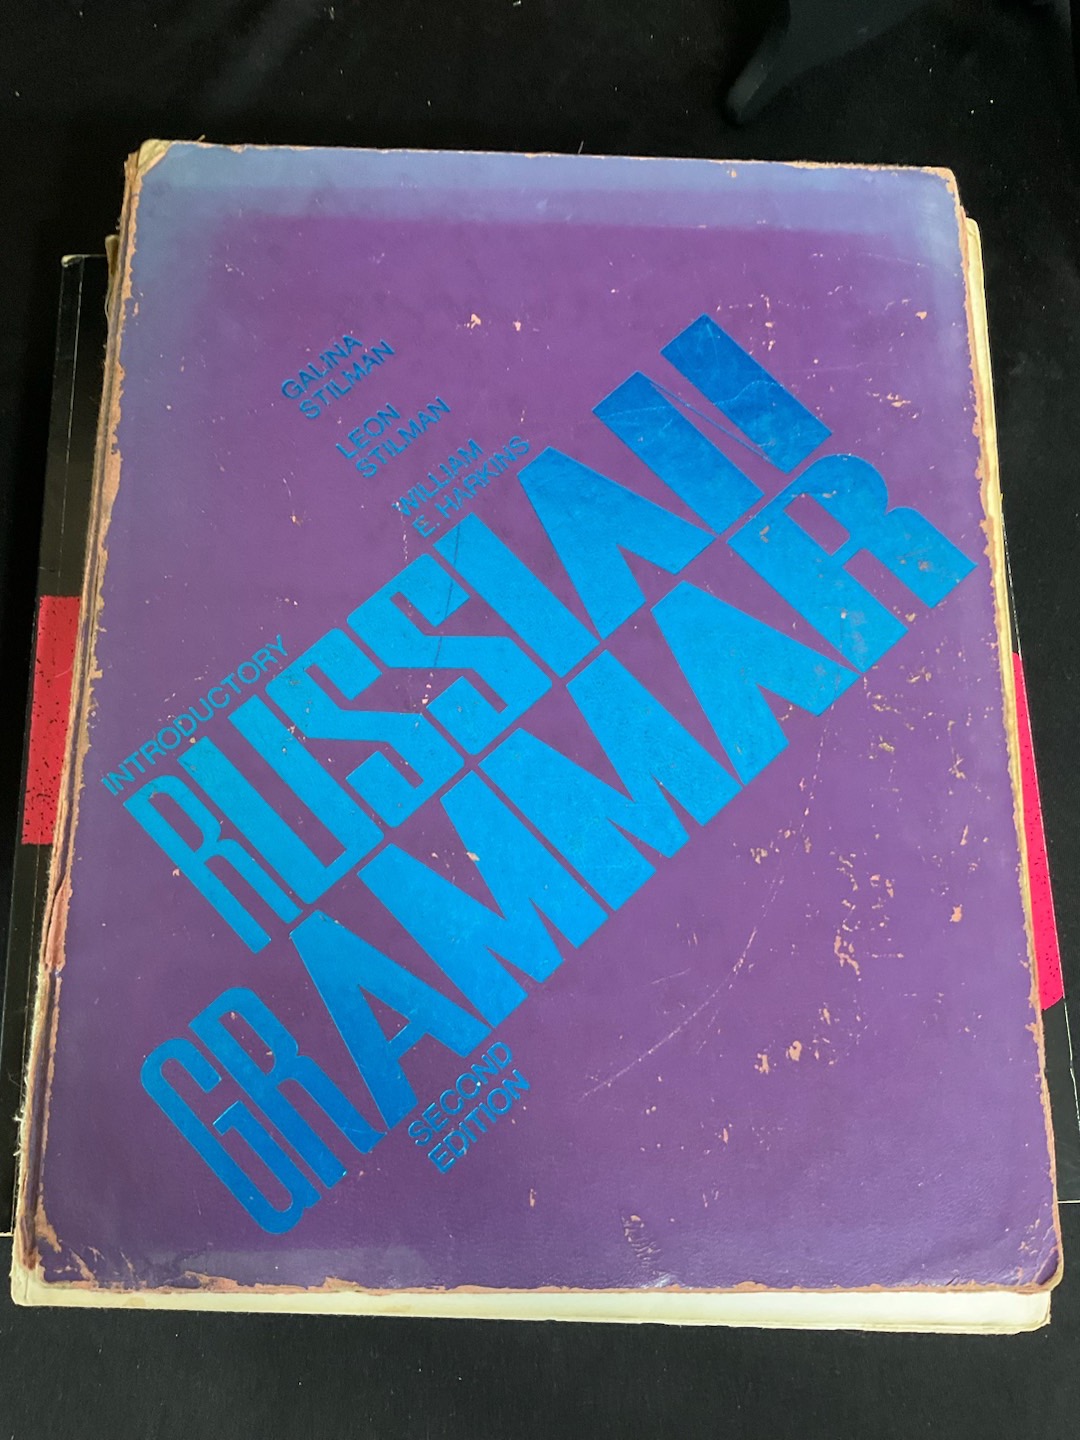 GALINA
STILMAN
LEON
STILMAN
WILLIAM
E. HARKINS
INTRODUCTORY
RUSSIAN
GRAMMAR
SECOND
EDITION